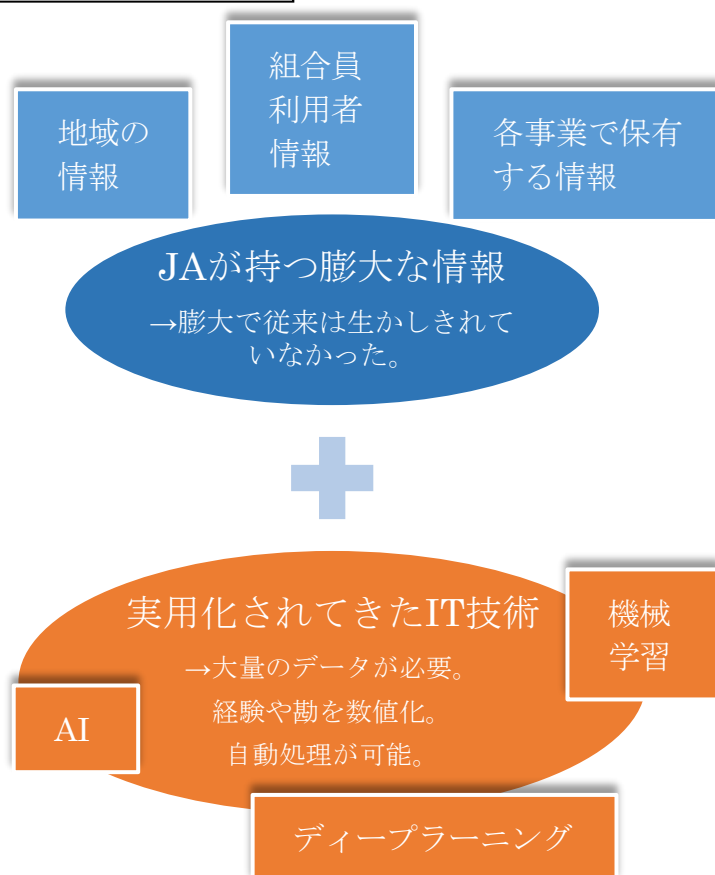 組合員
利用者
情報
地域の
情報
各事業で保有
する情報
JAが持つ膨大な情報
→膨大で従来は生かしきれて
いなかった。
実用化されてきたIT技術
→大量のデータが必要。
経験や勘を数値化。
自動処理が可能。
機械
学習
AI
ディープラーニング